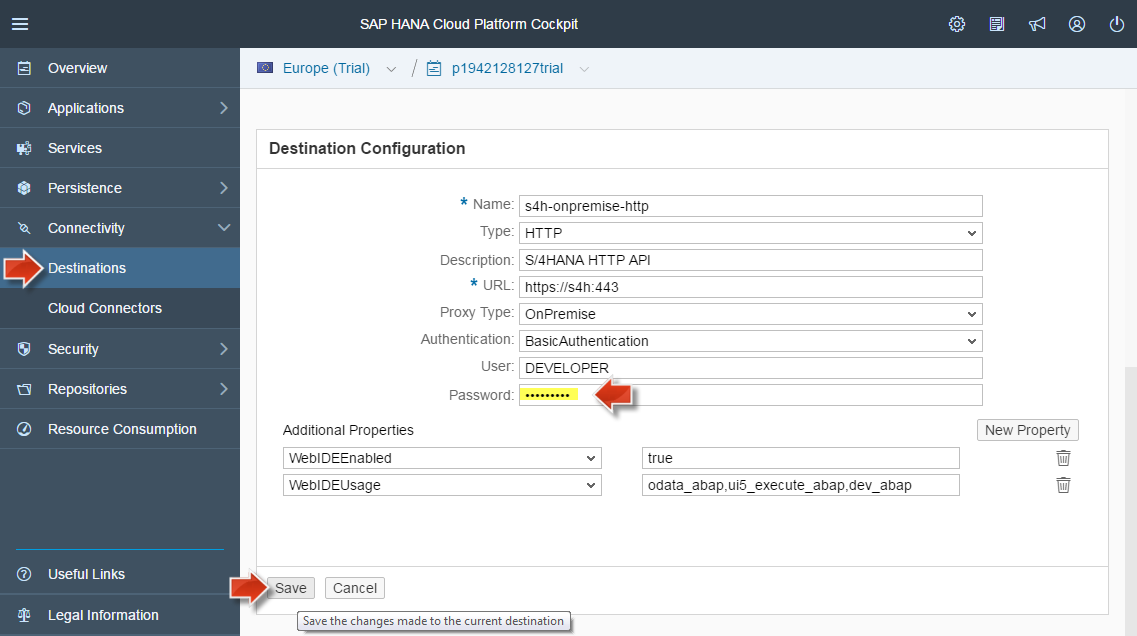 SAP HANA Cloud Platform Cockpit
Overview
Applications
Services
Persistence
Connectivity
Destinations
Cloud Connectors
Security
Repositories
Resource Consumption
Useful Links
Legal Information
Europe (Trial) / p1942128127trial
Destination Configuration
* Name: s4h-onpremise-http
Type: HTTP
Description: S/4HANA HTTP API
* URL: https://s4h:443
Proxy Type: OnPremise
Authentication: BasicAuthentication
User: DEVELOPER
Password: •••••••••
Additional Properties New Property
WebIDEEnabled true
WebIDEUsage odata_abap,ui5_execute_abap,dev_abap
Save Cancel
Save the changes made to the current destination